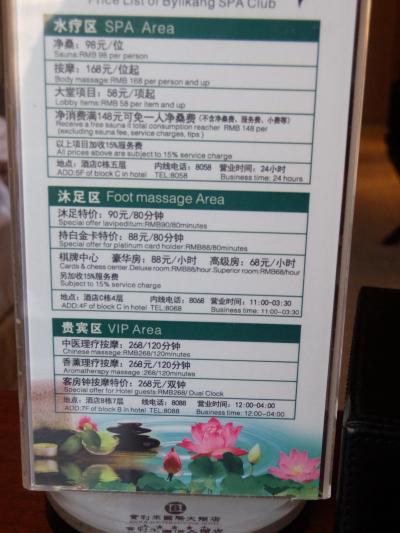 Price List of Bylikang SPA Club
水疗区 SPA Area
净桑：98元/位
Sauna:RMB 98 per person
按摩：168元/位起
Body massage:RMB 168 per person and up
大堂项目：58元/项起
Lobby items:RMB 58 per item and up
净消费满148元可免一人净桑费（不含净桑费、服务费、小费等）
Receive a free sauna it total consumption reacher RMB 148 per
(excluding sauna fee, service charges, tips )
以上项目加收15%服务费
All prices above are subject to 15% service charge
地点：酒店C栋五层 内线电话：8058 营业时间：24小时
ADD:5F of block C in hotel TEL:8058 Business time: 24 hours
沐足区 Foot massage Area
沐足特价：90元/80分钟
Special offer lavipeditum:RMB90/80minutes
持白金卡特价：88元/80分钟
Special offer for platinum card holder:RMB88/80minutes
棋牌中心 豪华房：88元/小时 高级房：68元/小时
Cards & chess center.Deluxe room:RMB88/hour.Superior room:RMB68/hour
另加收15%服务费
Subject to 15% service charge
地点：酒店C栋4层 内线电话：8068 营业时间：11:00-03:30
ADD:4F of block C in hotel TEL:8068 Business time: 11:00-03:30
贵宾区 VIP Area
中医理疗按摩：268/120分钟
Chinese massage:RMB268/120minutes
香薰理疗按摩：268/120分钟
Aromatherapy massage:268/120minutes
客房钟按摩特价：268元/双钟
Special offer for Hotel guests:RMB268/ Dual Clock
地点：酒店B栋7层 线电话：8088 营业时间：12:00-04:00
ADD:7F of block B in hotel TEL:8088 Business time: 12:00-04:00